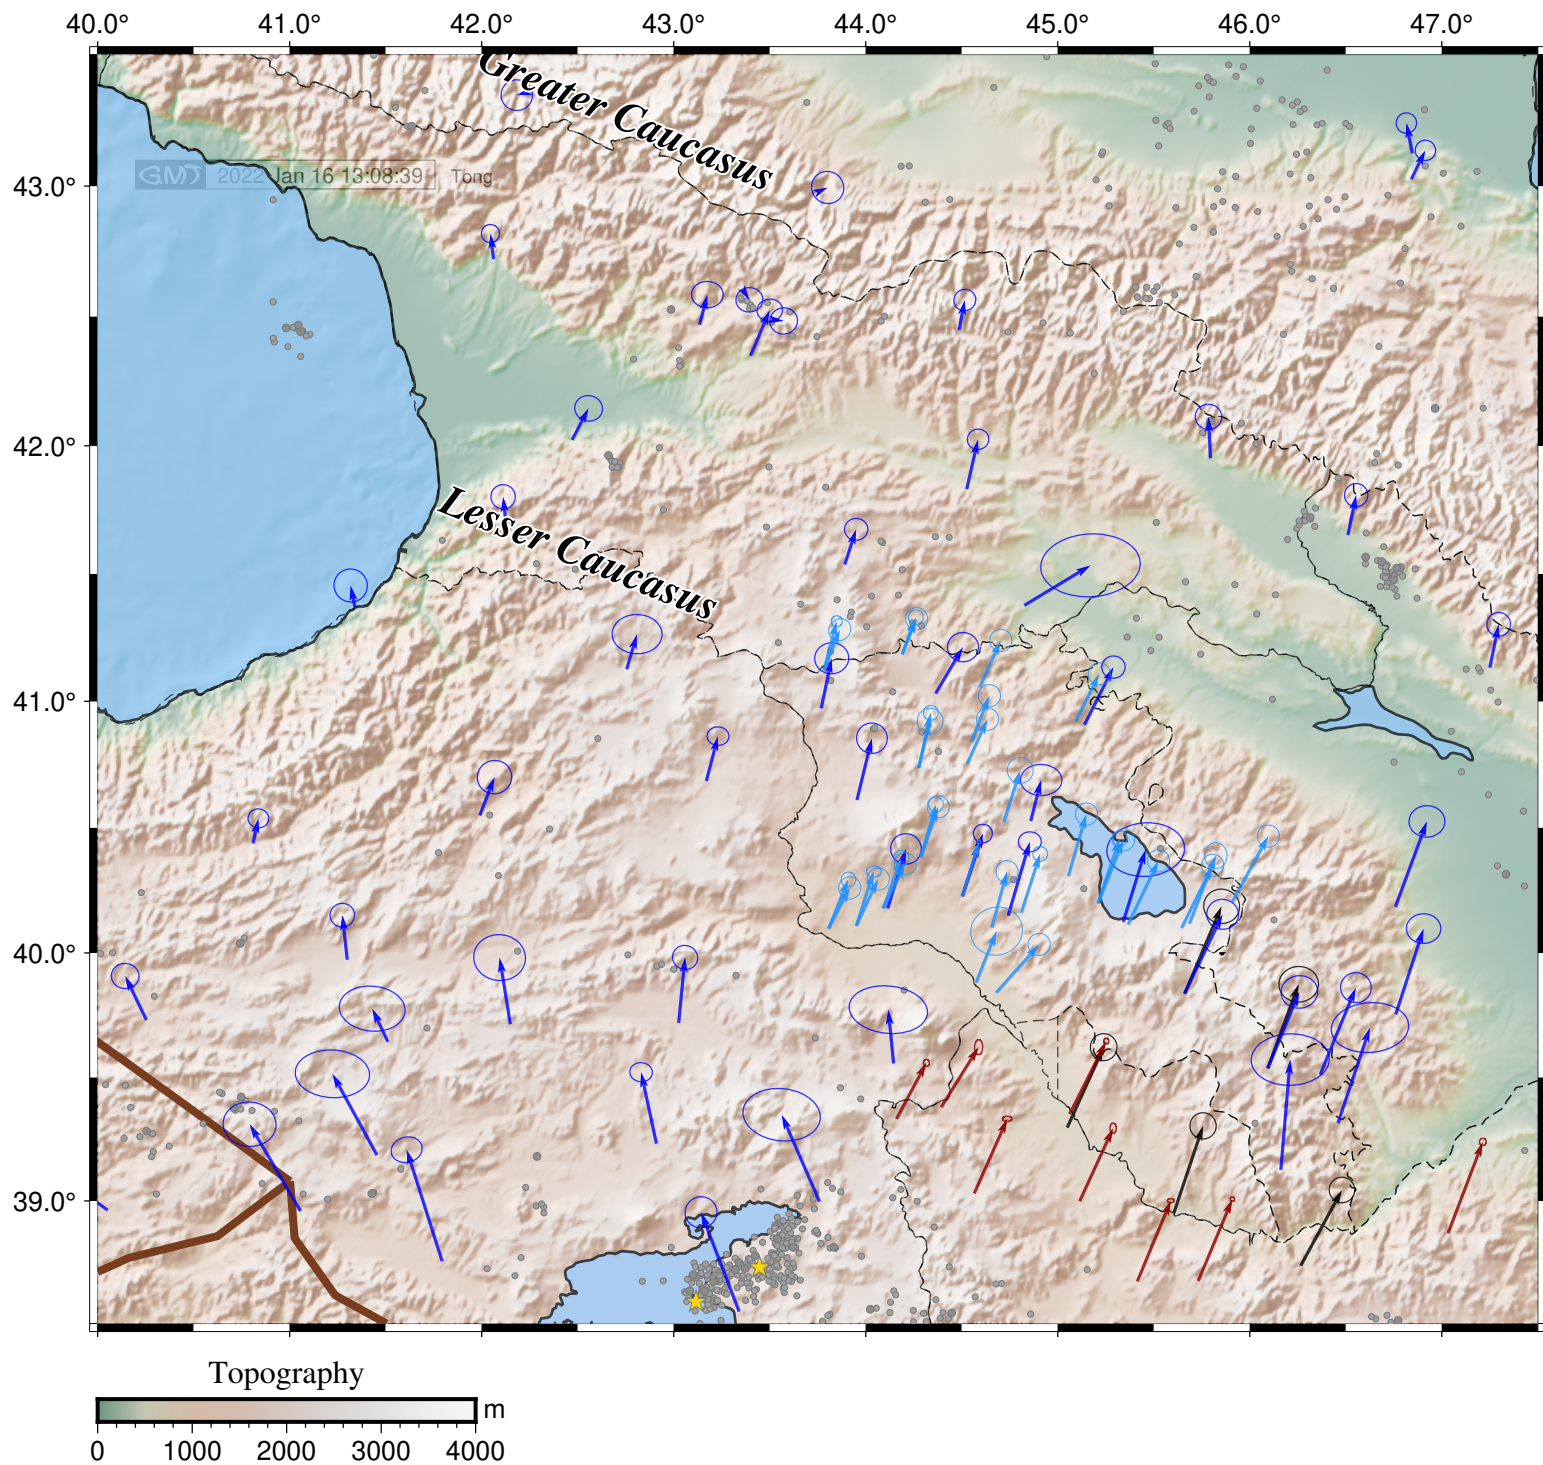 40.0° 41.0° 42.0° 43.0° 44.0° 45.0° 46.0° 47.0°
Greater Caucasus
43.0°
GMT 2022 Jan 16 13:08:39 Tong
42.0°
Lesser Caucasus
41.0°
40.0°
39.0°
Topography
m
0 1000 2000 3000 4000